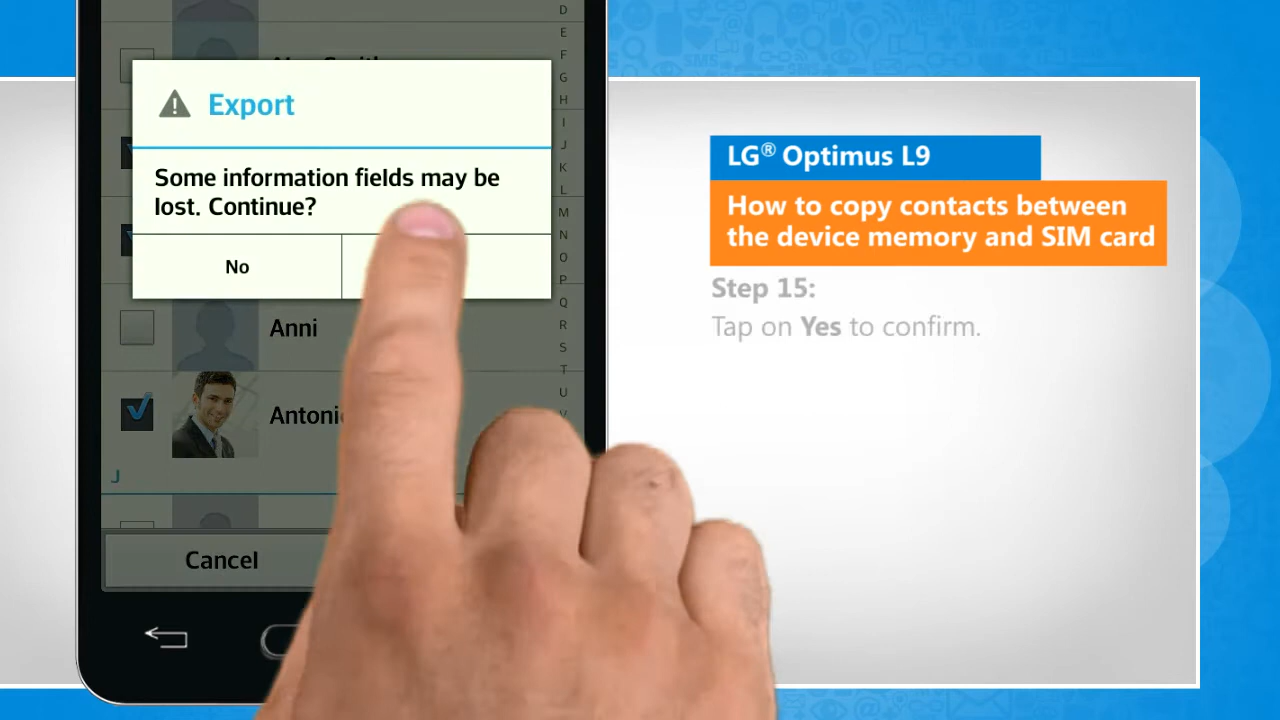 D
E
F
G
H
I
J
K
L
M
N
O
P
Q
R
S
T
U
Export
Some information fields may be
lost. Continue?
No
Anni
J
Cancel
LG® Optimus L9
How to copy contacts between
the device memory and SIM card
Step 15:
Tap on Yes to confirm.